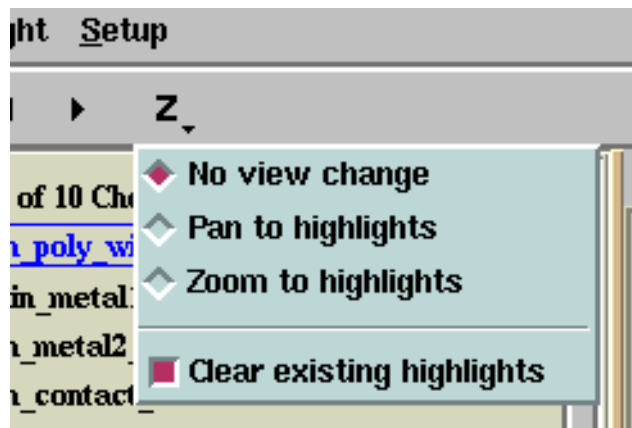 ght Setup
Z
No view change
of 10 Che
Pan to highlights
n_poly_wi
Zoom to highlights
in_metal1
n_metal2_
Clear existing highlights
n_contact_